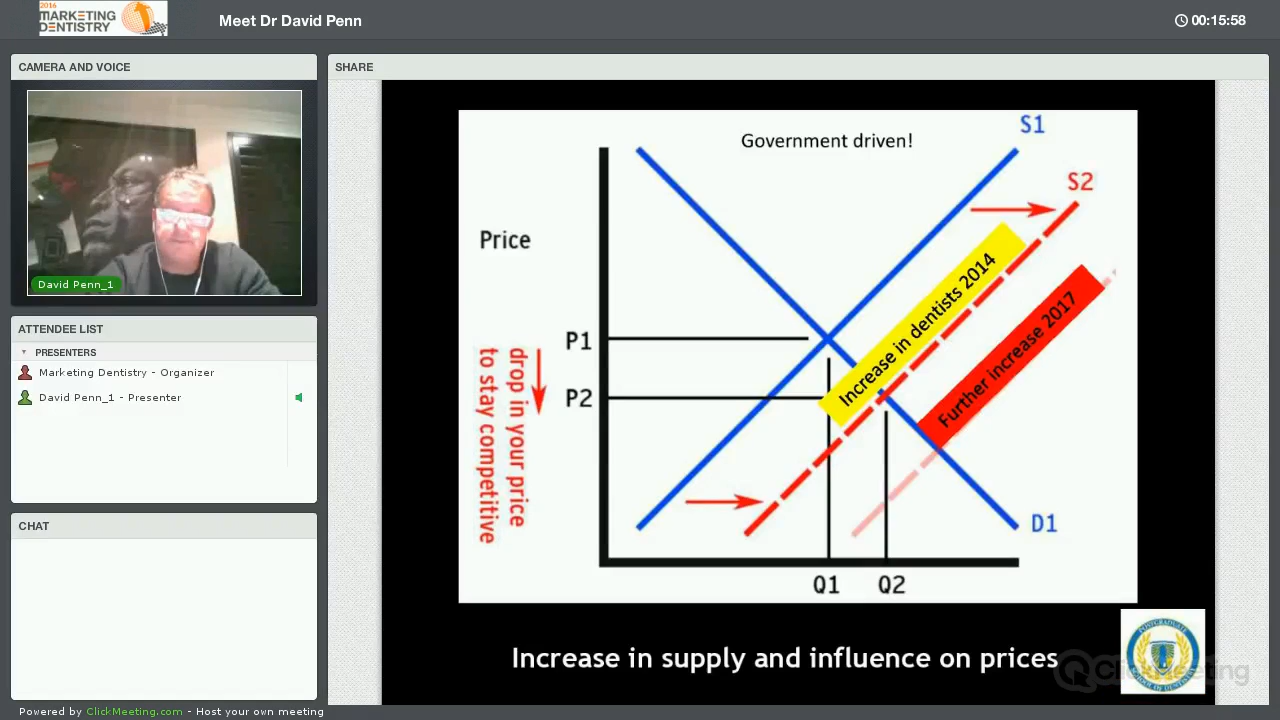 2016
MARKETING
DENTISTRY
Meet Dr David Penn
00:15:58
CAMERA AND VOICE
David Penn_1
ATTENDEE LIST
PRESENTERS
Marketing Dentistry - Organizer
David Penn_1 - Presenter
CHAT
Powered by ClickMeeting.com - Host your own meeting
SHARE
Government driven!
S1
S2
Price
Increase in dentists 2014
Further increase 2017
P1
P2
drop in your price
to stay competitive
D1
Q1 Q2
Increase in supply and influence on prices
POSTGRADUATE